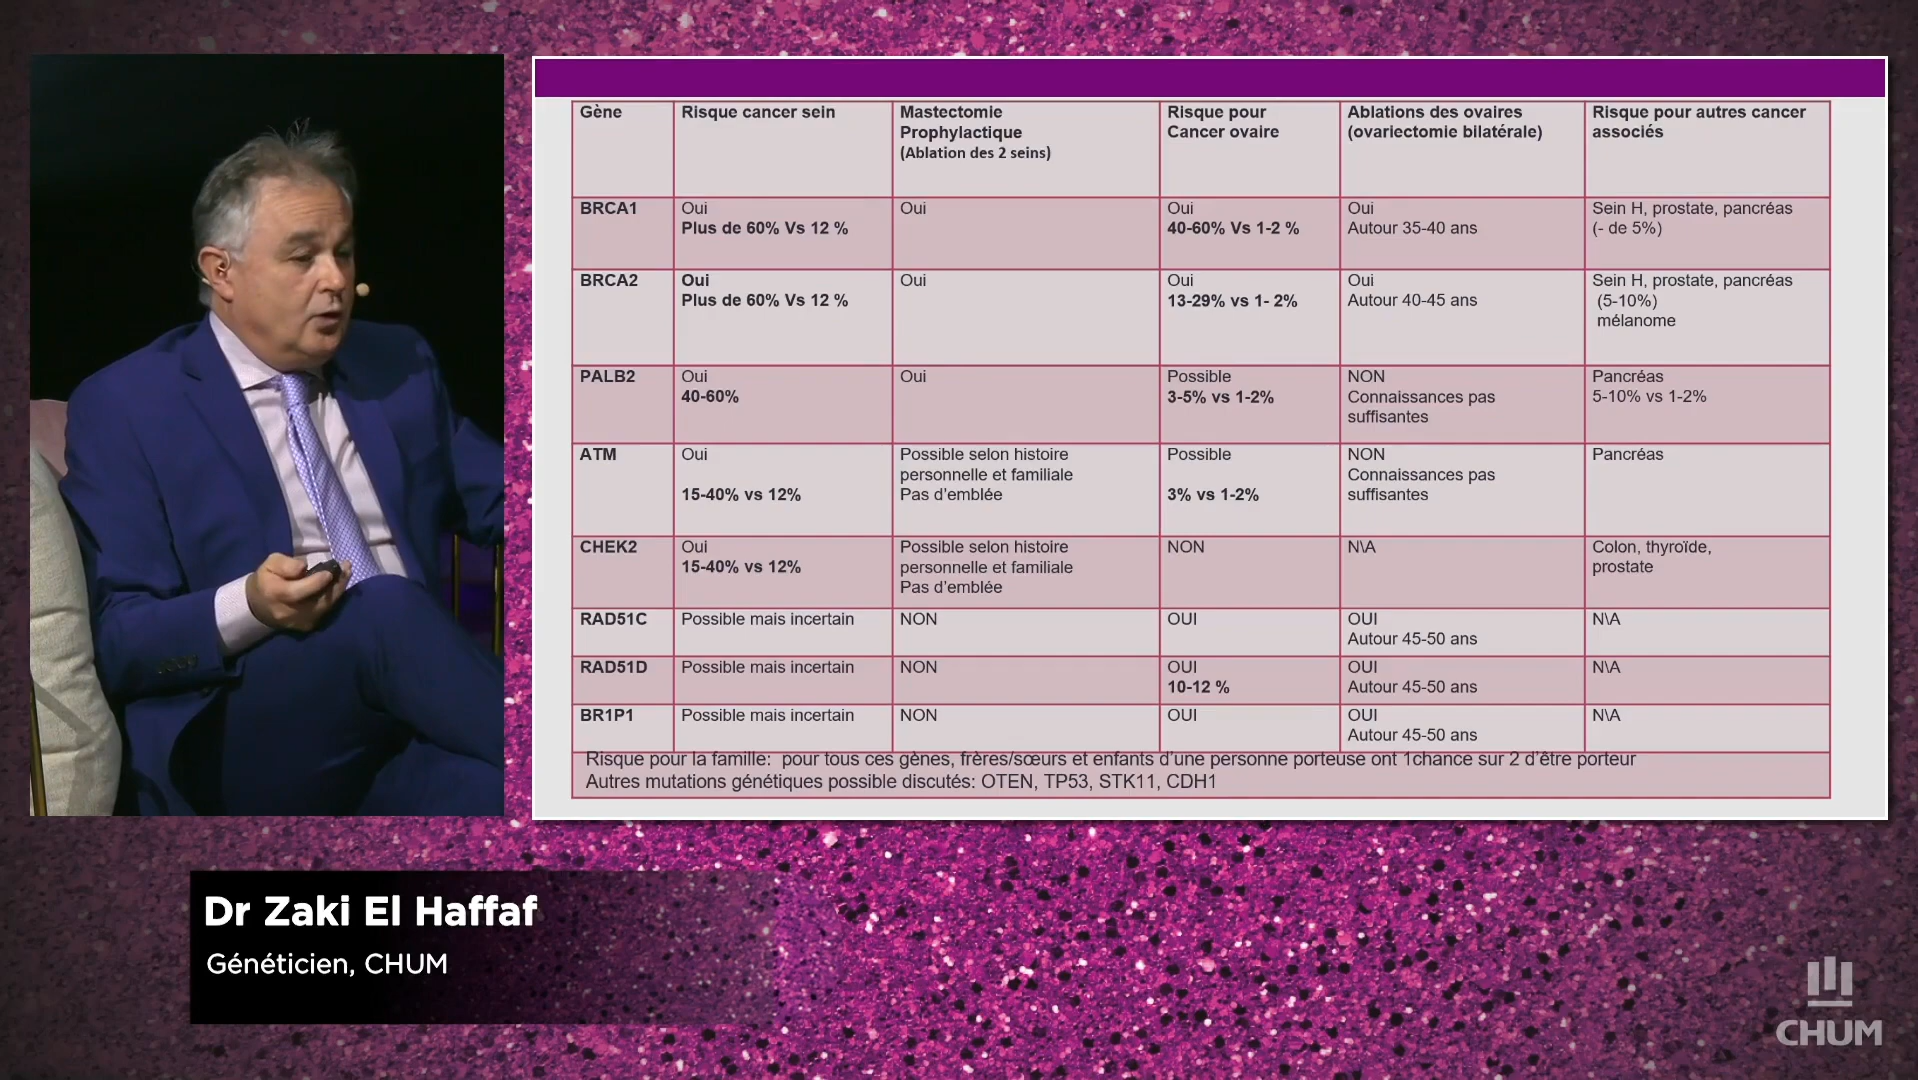 Gène
Risque cancer sein
Mastectomie
Prophylactique
(Ablation des 2 seins)
Risque pour
Cancer ovaire
Ablations des ovaires
(ovariectomie bilatérale)
Risque pour autres cancer
associés
BRCA1
Oui
Plus de 60% Vs 12 %
Oui
Oui
40-60% Vs 1-2 %
Oui
Autour 35-40 ans
Sein H, prostate, pancréas
(- de 5%)
BRCA2
Oui
Plus de 60% Vs 12 %
Oui
Oui
13-29% vs 1- 2%
Oui
Autour 40-45 ans
Sein H, prostate, pancréas
(5-10%)
mélanome
PALB2
Oui
40-60%
Oui
Possible
3-5% vs 1-2%
NON
Connaissances pas
suffisantes
Pancréas
5-10% vs 1-2%
ATM
Oui
15-40% vs 12%
Possible selon histoire
personnelle et familiale
Pas d'emblée
Possible
3% vs 1-2%
NON
Connaissances pas
suffisantes
Pancréas
CHEK2
Oui
15-40% vs 12%
Possible selon histoire
personnelle et familiale
Pas d'emblée
NON
N\A
Colon, thyroïde,
prostate
RAD51C
Possible mais incertain
NON
OUI
OUI
Autour 45-50 ans
N\A
RAD51D
Possible mais incertain
NON
OUI
10-12 %
OUI
Autour 45-50 ans
N\A
BR1P1
Possible mais incertain
NON
OUI
OUI
Autour 45-50 ans
N\A
Risque pour la famille: pour tous ces gènes, frères/sœurs et enfants d'une personne porteuse ont 1chance sur 2 d'être porteur
Autres mutations génétiques possible discutés: OTEN, TP53, STK11, CDH1
Dr Zaki El Haffaf
Généticien, CHUM
CHUM